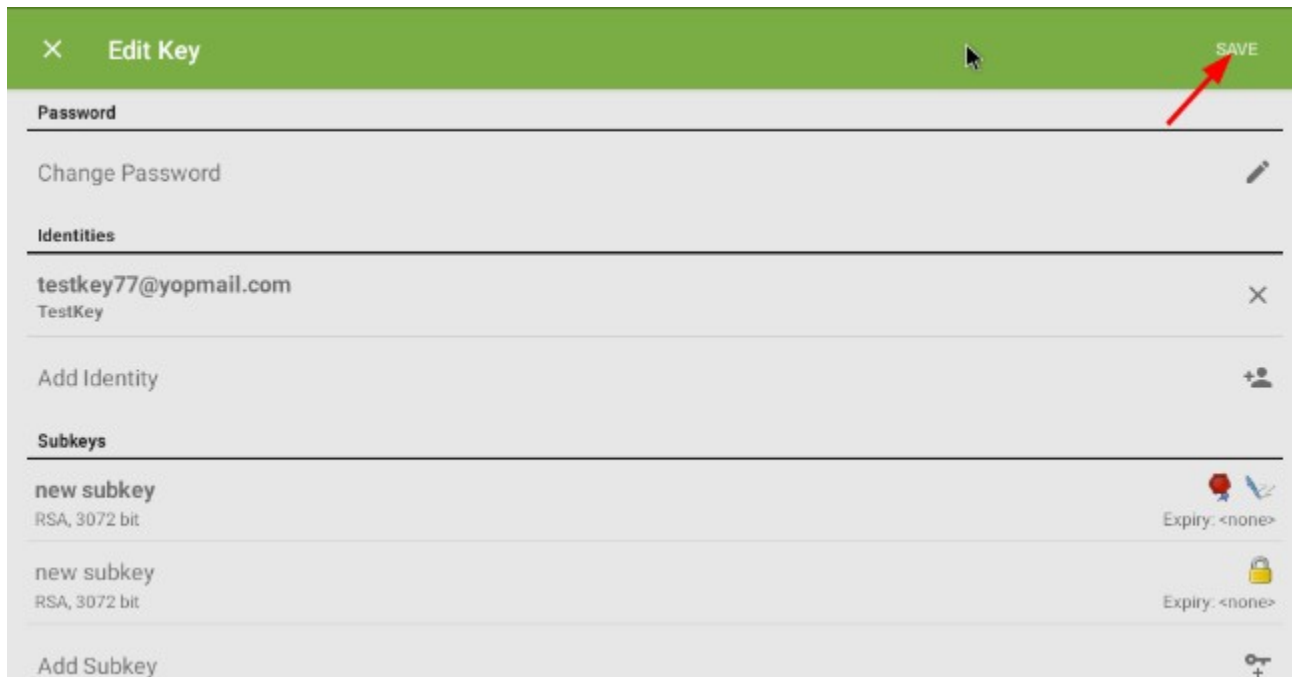 Edit Key
SAVE
Password
Change Password
Identities
testkey77@yopmail.com
TestKey
Add Identity
Subkeys
new subkey
RSA, 3072 bit
Expiry: <none>
new subkey
RSA, 3072 bit
Expiry: <none>
Add Subkey